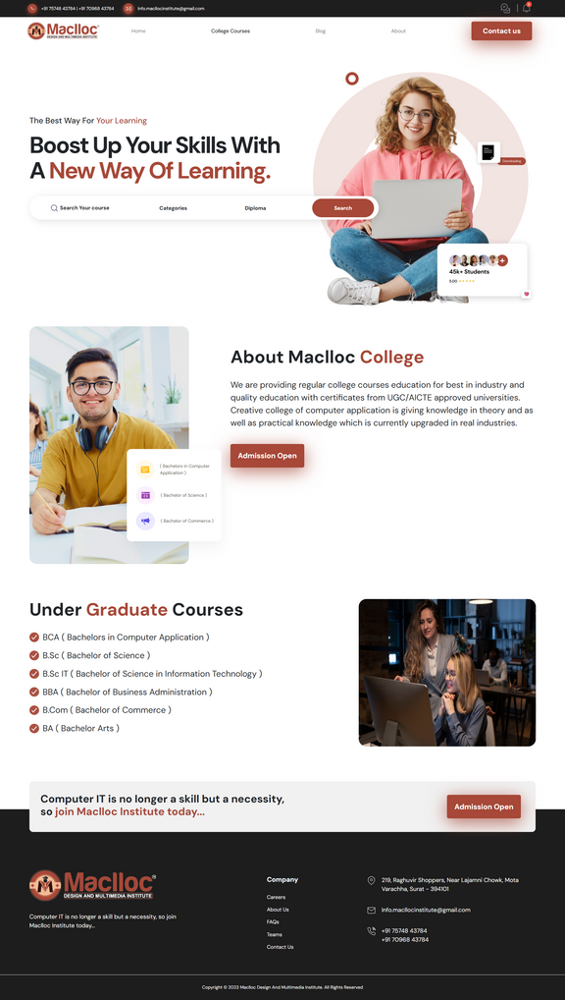 +91 75748 43784 | +91 70968 43784
Info.macllocinstitute@gmail.com
Maclloc
DESIGN AND MULTIMEDIA INSTITUTE
Home
College Courses
Blog
About
Contact us
The Best Way For Your Learning
Boost Up Your Skills With
A New Way Of Learning.
Search Your course
Categories
Diploma
Search
Downloading
45k+ Students
5.00
About Maclloc College
We are providing regular college courses education for best in industry and
quality education with certificates from UGC/AICTE approved universities.
Creative college of computer application is giving knowledge in theory and as
well as practical knowledge which is currently upgraded in real industries.
Admission Open
( Bachelors in Computer
Application )
( Bachelor of Science )
( Bachelor of Commerce )
Under Graduate Courses
BCA ( Bachelors in Computer Application )
B.Sc ( Bachelor of Science )
B.Sc IT ( Bachelor of Science in Information Technology )
BBA ( Bachelor of Business Administration )
B.Com ( Bachelor of Commerce )
BA ( Bachelor Arts )
Computer IT is no longer a skill but a necessity,
so join Maclloc Institute today...
Admission Open
Maclloc
DESIGN AND MULTIMEDIA INSTITUTE
Computer IT is no longer a skill but a necessity, so join
Maclloc Institute today...
Company
Careers
About Us
FAQs
Teams
Contact Us
219, Raghuvir Shoppers, Near Lajamni Chowk, Mota
Varachha, Surat - 394101
Info.macllocinstitute@gmail.com
+91 75748 43784
+91 70968 43784
Copyright © 2023 Maclloc Design And Multimedia Institute. All Rights Reserved